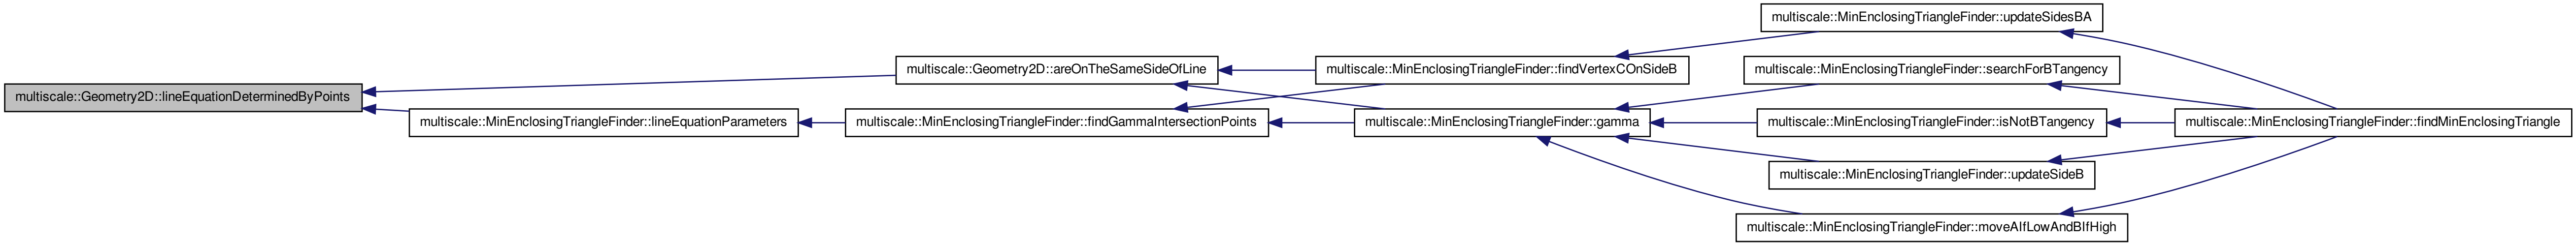 multiscale::Geometry2D::lineEquationDeterminedByPoints
multiscale::Geometry2D::areOnTheSameSideOfLine
multiscale::MinEnclosingTriangleFinder::lineEquationParameters
multiscale::MinEnclosingTriangleFinder::findGammaIntersectionPoints
multiscale::MinEnclosingTriangleFinder::findVertexCOnSideB
multiscale::MinEnclosingTriangleFinder::gamma
multiscale::MinEnclosingTriangleFinder::updateSidesBA
multiscale::MinEnclosingTriangleFinder::searchForBTangency
multiscale::MinEnclosingTriangleFinder::isNotBTangency
multiscale::MinEnclosingTriangleFinder::updateSideB
multiscale::MinEnclosingTriangleFinder::moveAIfLowAndBIfHigh
multiscale::MinEnclosingTriangleFinder::findMinEnclosingTriangle